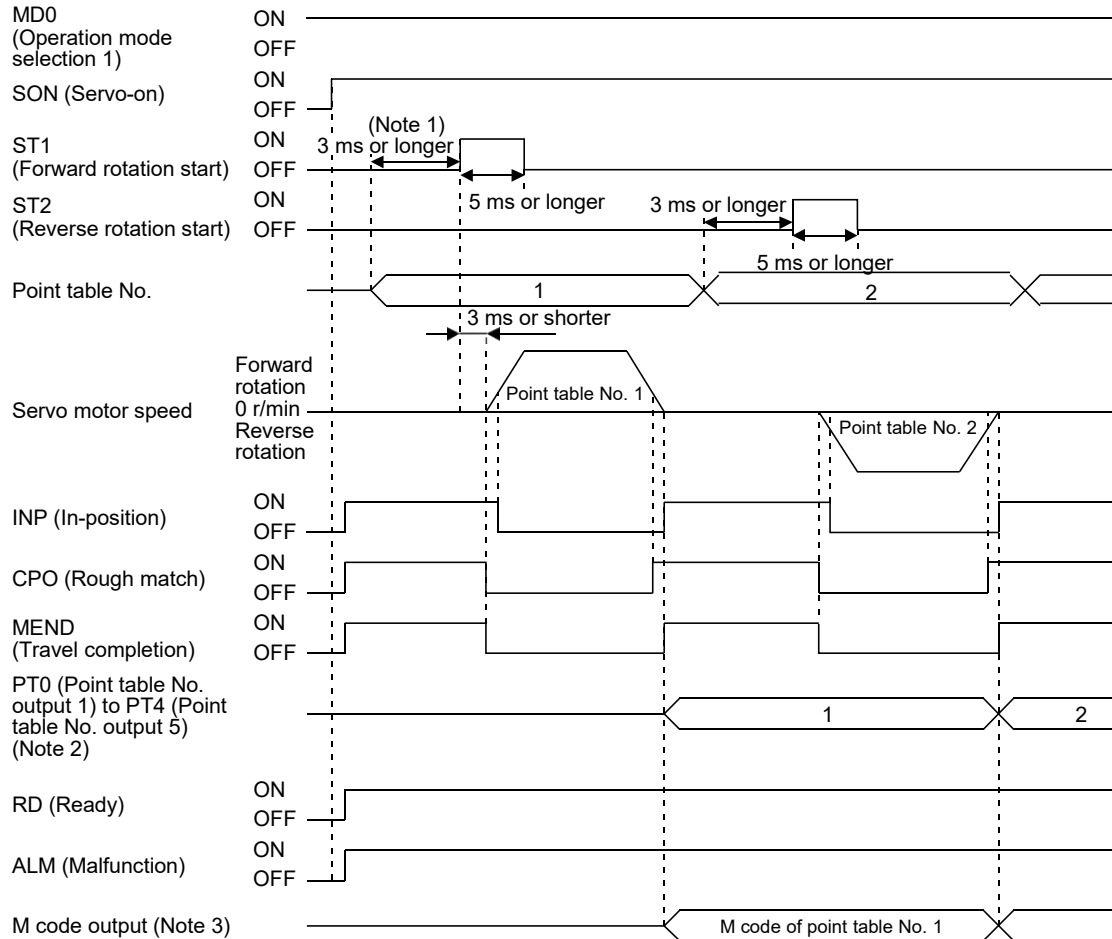 MD0
(Operation mode
selection 1)
ON
OFF
SON (Servo-on)
ON
OFF
ST1
(Forward rotation start)
ON
OFF
(Note 1)
3 ms or longer
5 ms or longer
ST2
(Reverse rotation start)
ON
OFF
3 ms or longer
5 ms or longer
Point table No.
1
2
3 ms or shorter
Servo motor speed
Forward
rotation
0 r/min
Reverse
rotation
Point table No. 1
Point table No. 2
INP (In-position)
ON
OFF
CPO (Rough match)
ON
OFF
MEND
(Travel completion)
ON
OFF
PT0 (Point table No.
output 1) to PT4 (Point
table No. output 5)
(Note 2)
1
2
RD (Ready)
ON
OFF
ALM (Malfunction)
ON
OFF
M code output (Note 3)
M code of point table No. 1